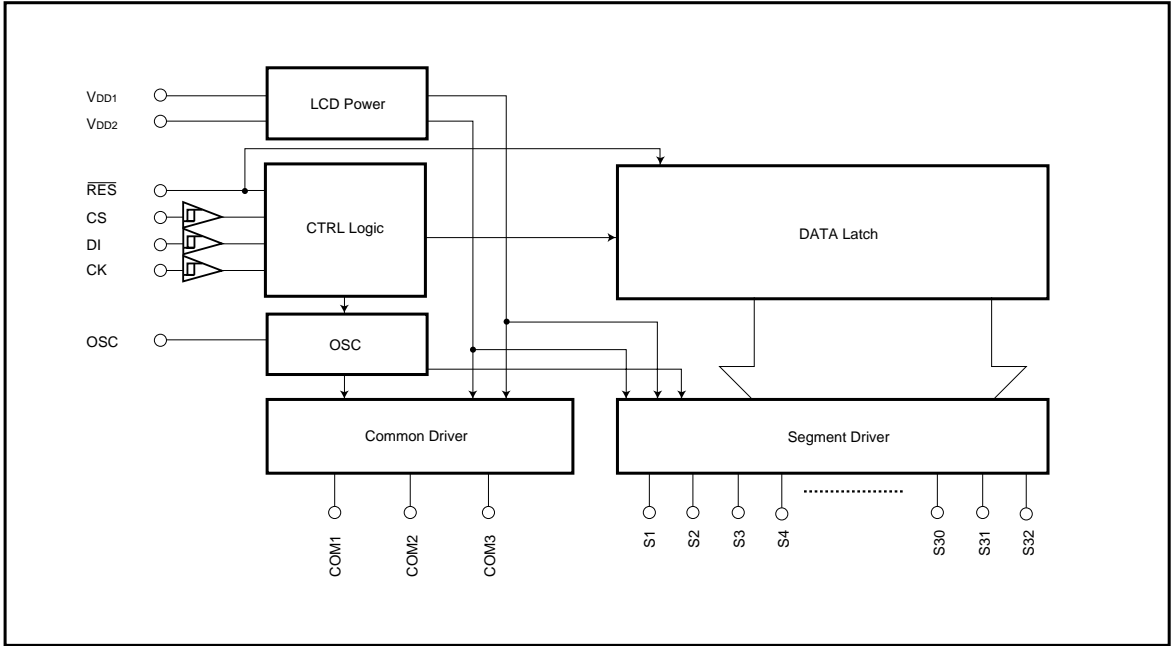 VDD1
LCD Power
VDD2
RES
CS
CTRL Logic
DI
DATA Latch
CK
OSC
OSC
Common Driver
Segment Driver
COM1
COM2
COM3
S1
S2
S3
S4
S30
S31
S32